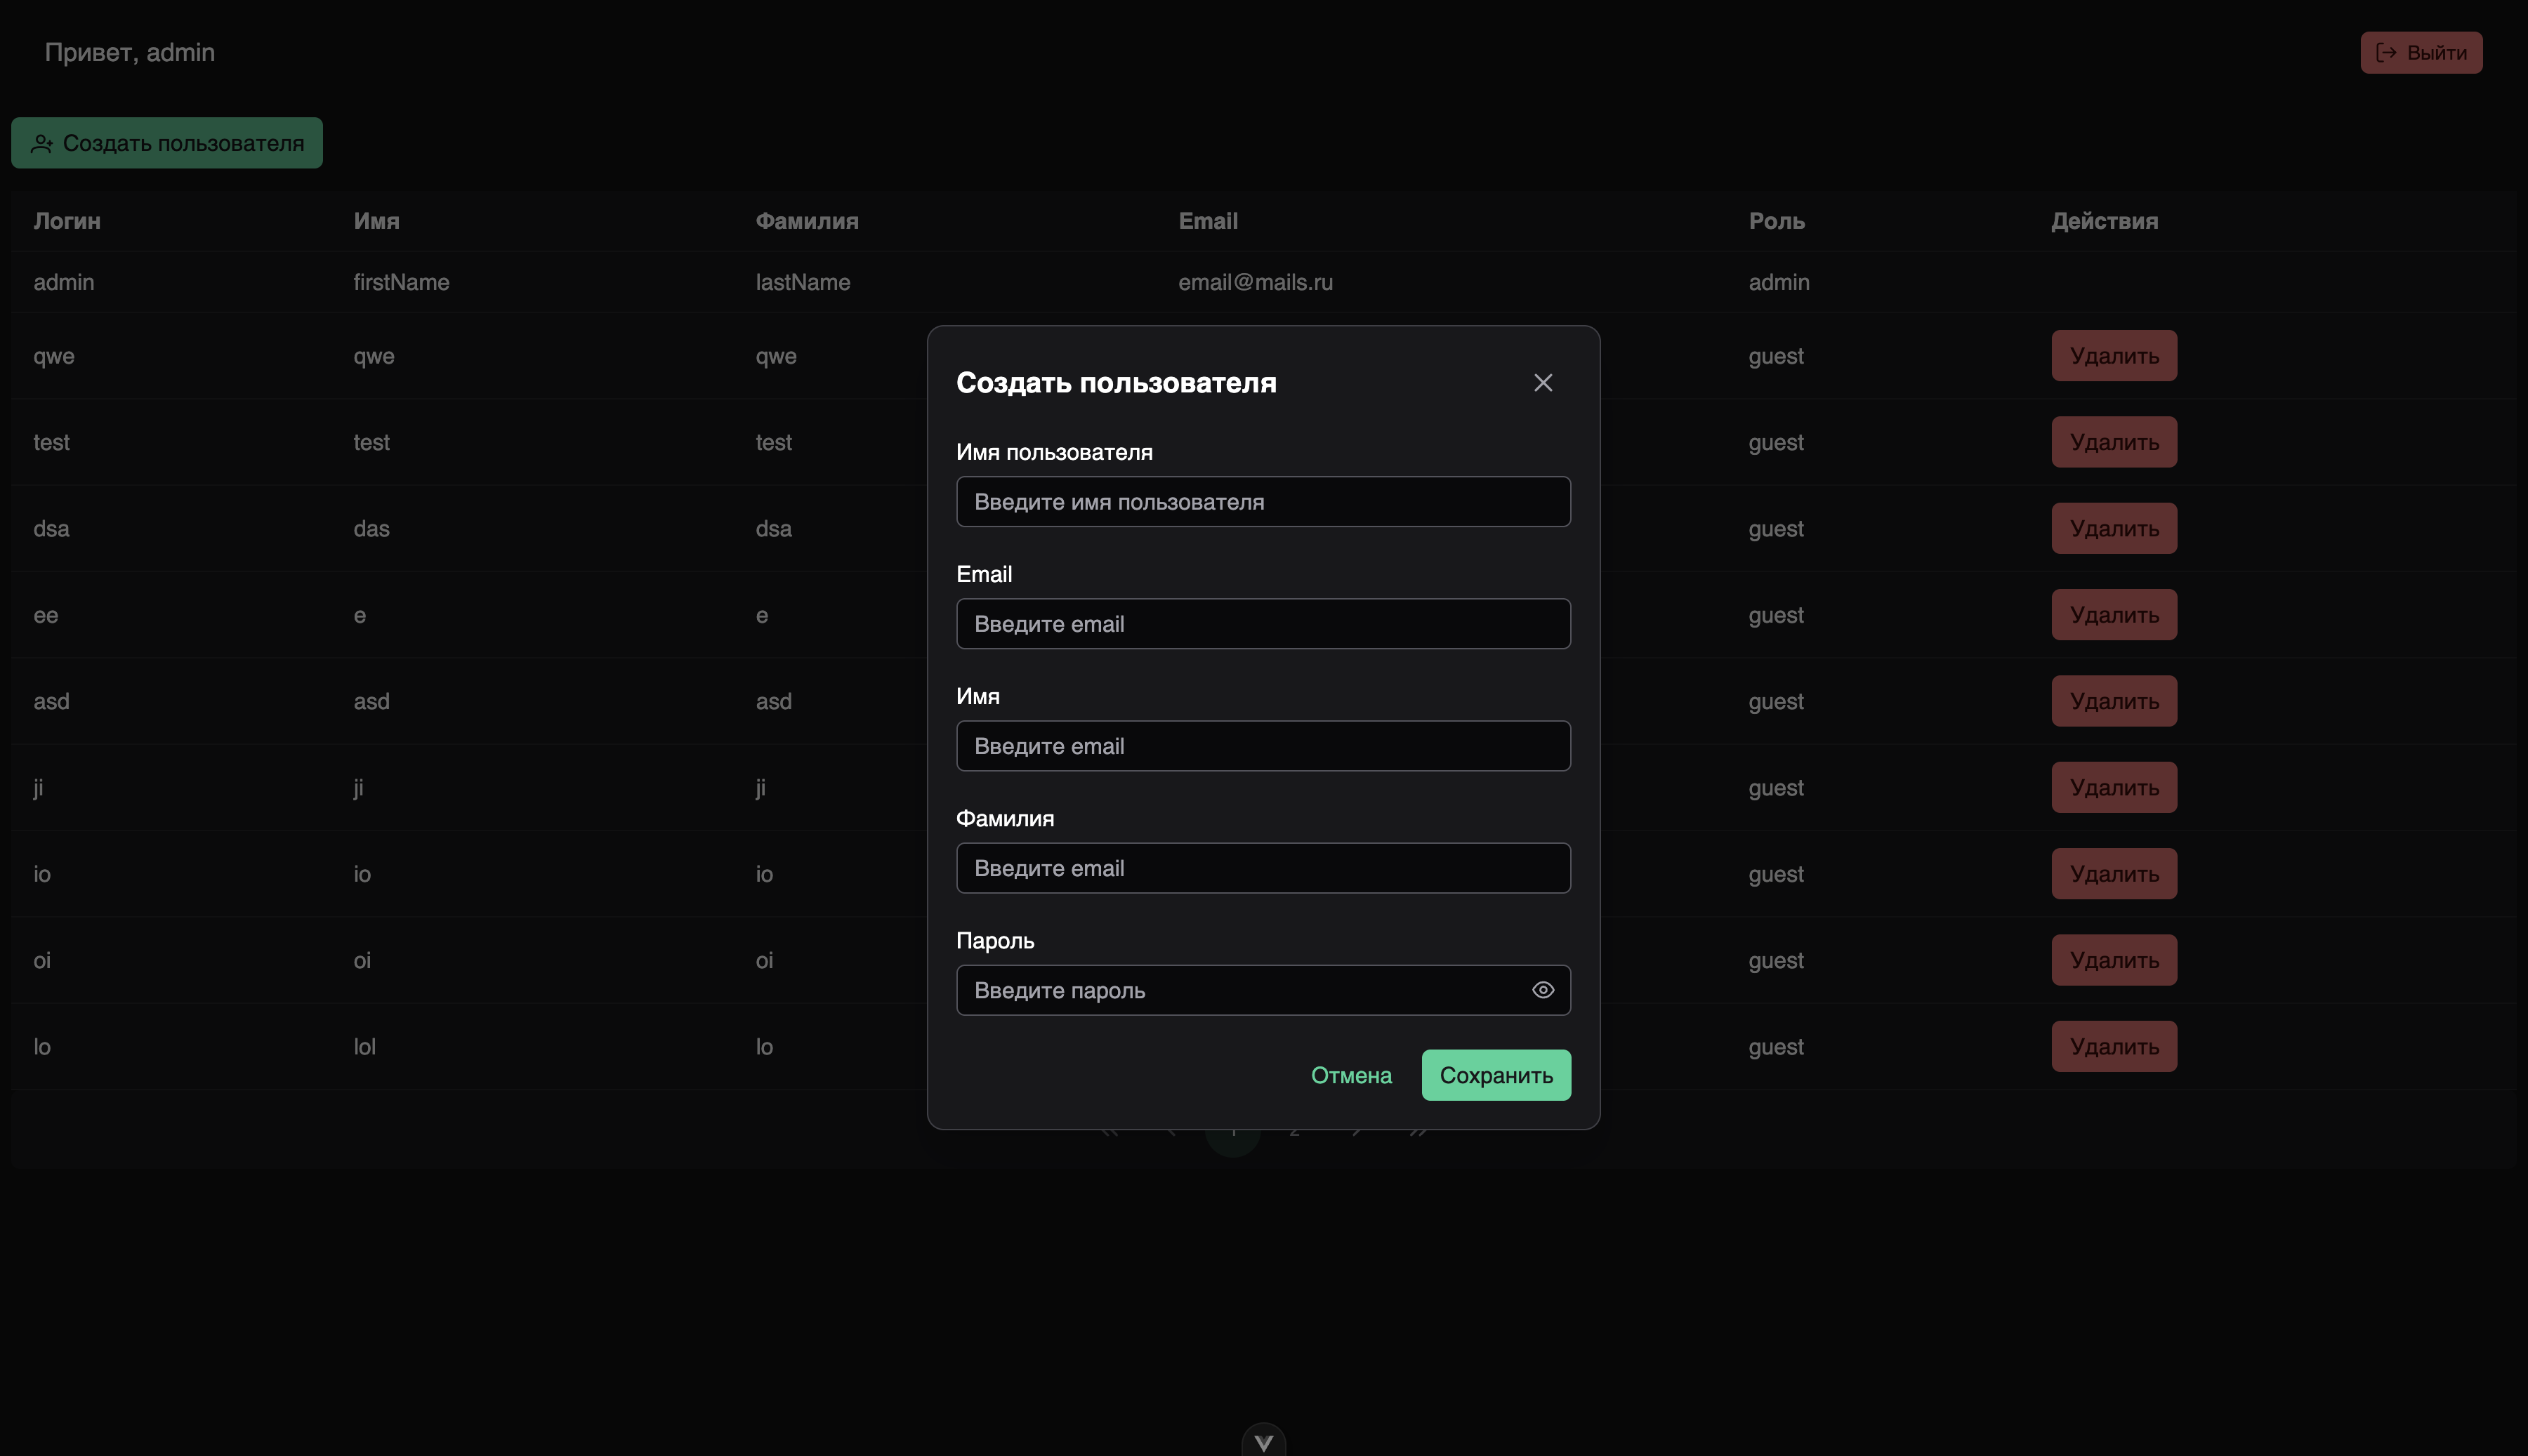 Привет, admin
Выйти
Создать пользователя
Логин Имя Фамилия Email Роль Действия
admin firstName lastName email@mails.ru admin
qwe qwe qwe guest Удалить
test test test guest Удалить
dsa das dsa guest Удалить
ee e e guest Удалить
asd asd asd guest Удалить
ji ji ji guest Удалить
io io io guest Удалить
oi oi oi guest Удалить
lo lol lo guest Удалить
Создать пользователя
Имя пользователя
Введите имя пользователя
Email
Введите email
Имя
Введите email
Фамилия
Введите email
Пароль
Введите пароль
Отмена Сохранить